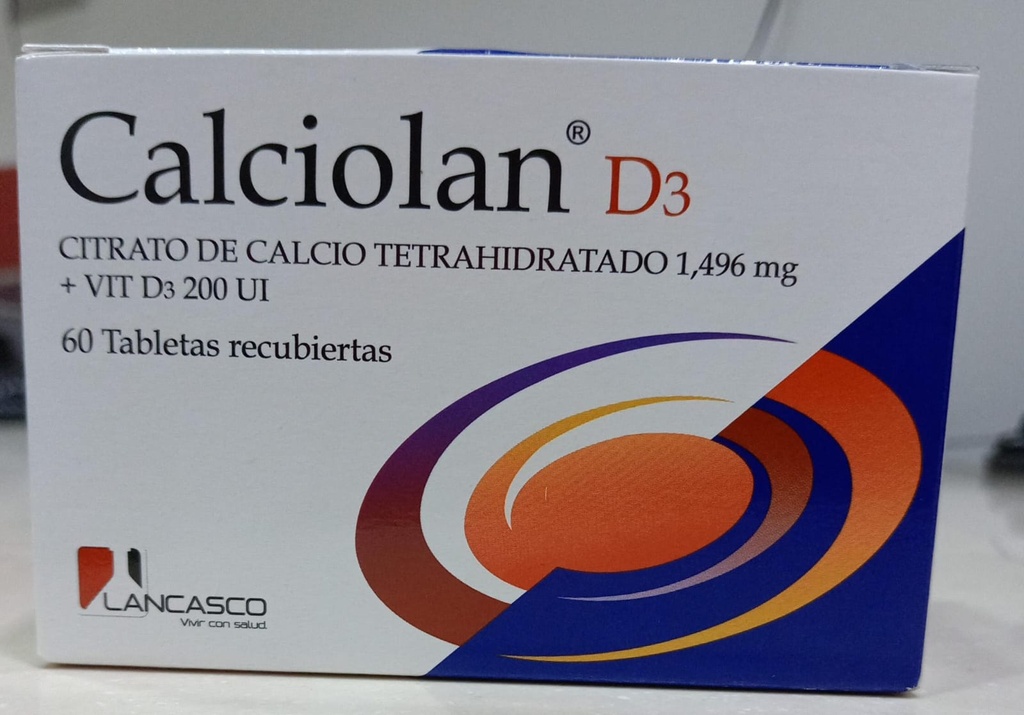 Calciolan® D3
CITRATO DE CALCIO TETRAHIDRATADO 1,496 mg
+ VIT D3 200 UI
60 Tabletas recubiertas
LANCASCO
Vivir con salud.